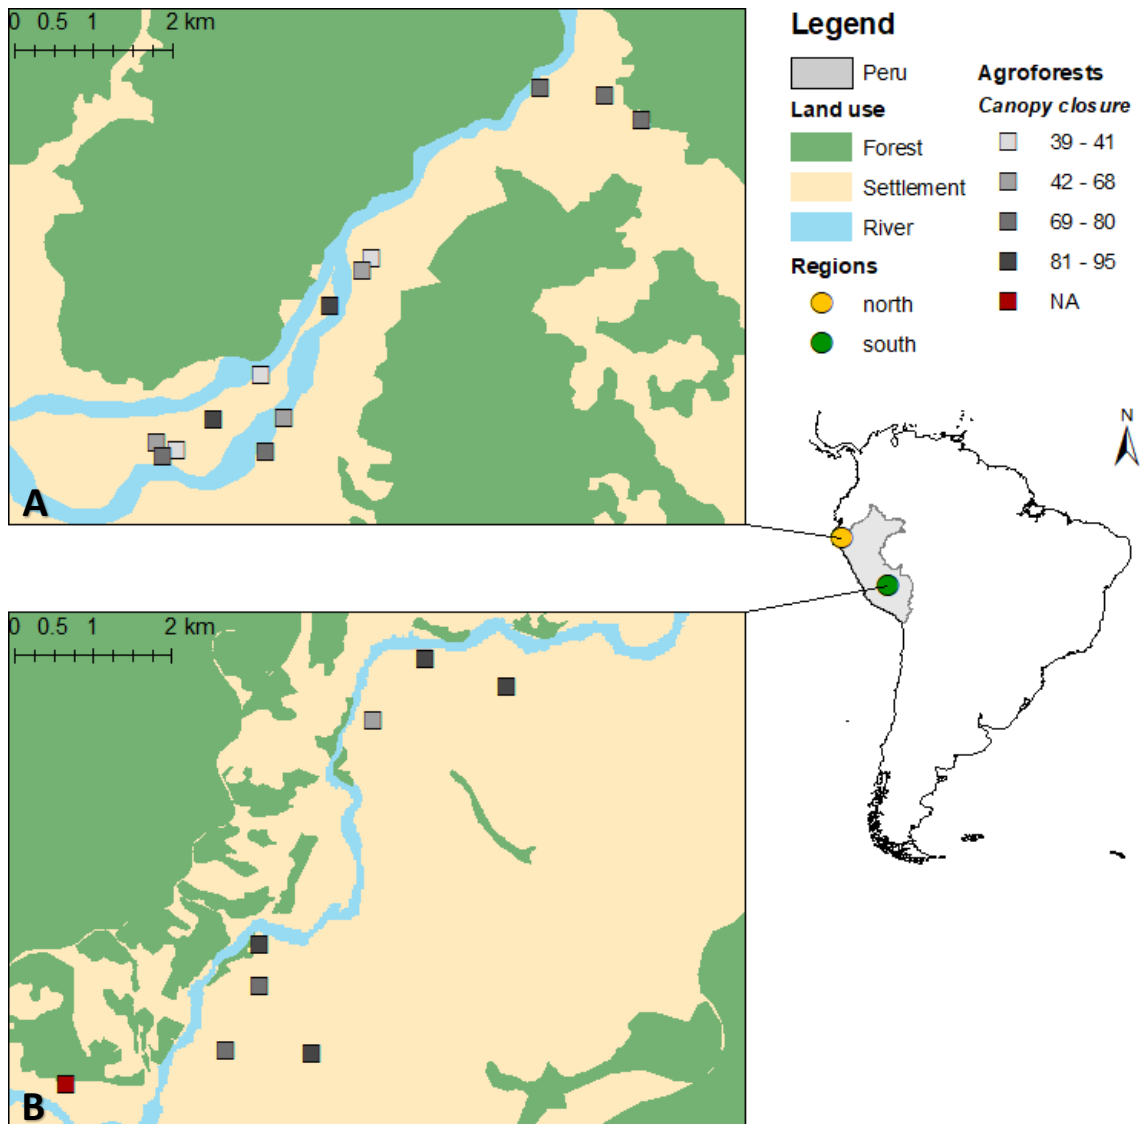 0 0.5 1 2 km
A
0 0.5 1 2 km
B
Legend
Peru
Land use
Forest
Settlement
River
Regions
north
south
Agroforests
Canopy closure
39 - 41
42 - 68
69 - 80
81 - 95
NA
N